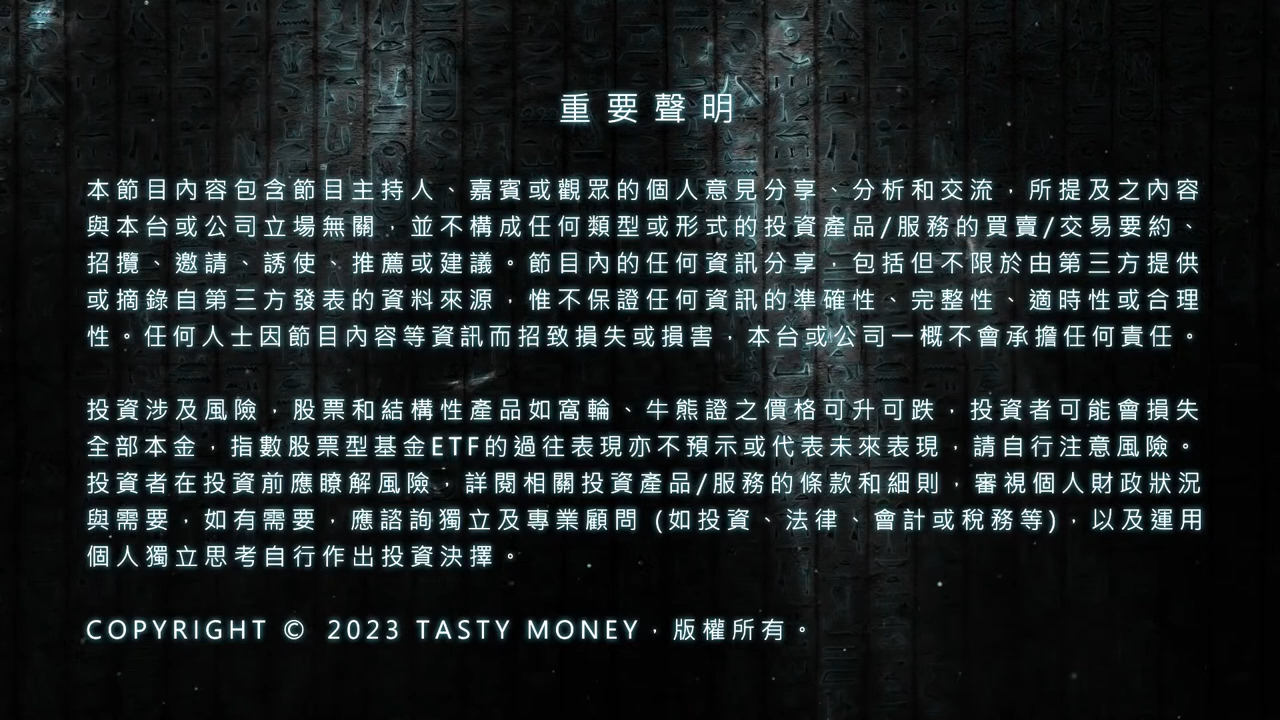 重要聲明
本節目內容包含節目主持人、嘉賓或觀眾的個人意見分享、分析和交流，所提及之內容
與本台或公司立場無關，並不構成任何類型或形式的投資產品/服務的買賣/交易要約、
招攬、邀請、誘使、推薦或建議。節目內的任何資訊分享，包括但不限於由第三方提供
或摘錄自第三方發表的資料來源，惟不保證任何資訊的準確性、完整性、適時性或合理
性。任何人士因節目內容等資訊而招致損失或損害，本台或公司一概不會承擔任何責任。
投資涉及風險，股票和結構性產品如窩輪、牛熊證之價格可升可跌，投資者可能會損失
全部本金，指數股票型基金ETF的過往表現亦不預示或代表未來表現，請自行注意風險。
投資者在投資前應瞭解風險，詳閱相關投資產品/服務的條款和細則，審視個人財政狀況
與需要，如有需要，應諮詢獨立及專業顧問 (如投資、法律、會計或稅務等)，以及運用
個人獨立思考自行作出投資決擇。
COPYRIGHT © 2023 TASTY MONEY，版權所有。